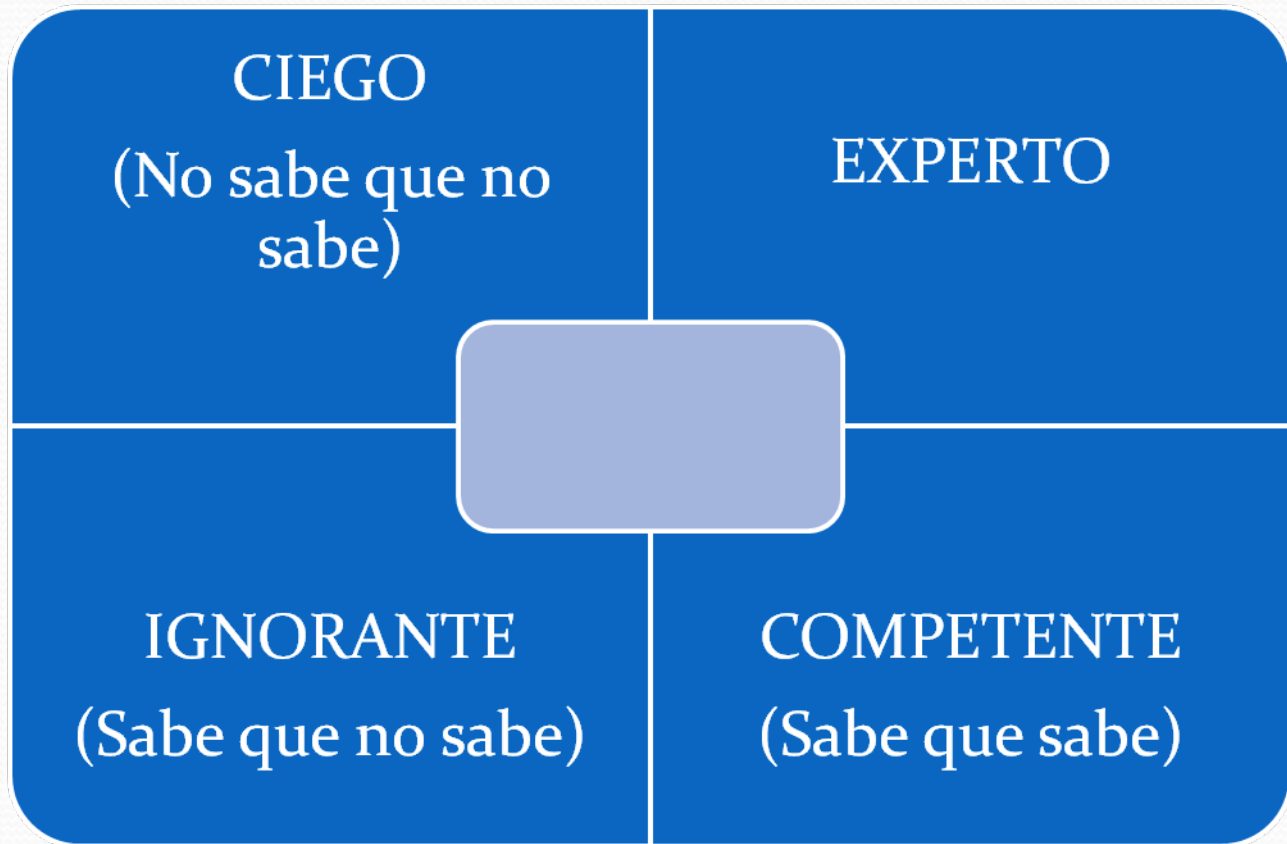 CIEGO
(No sabe que no
sabe)
EXPERTO
IGNORANTE
(Sabe que no sabe)
COMPETENTE
(Sabe que sabe)